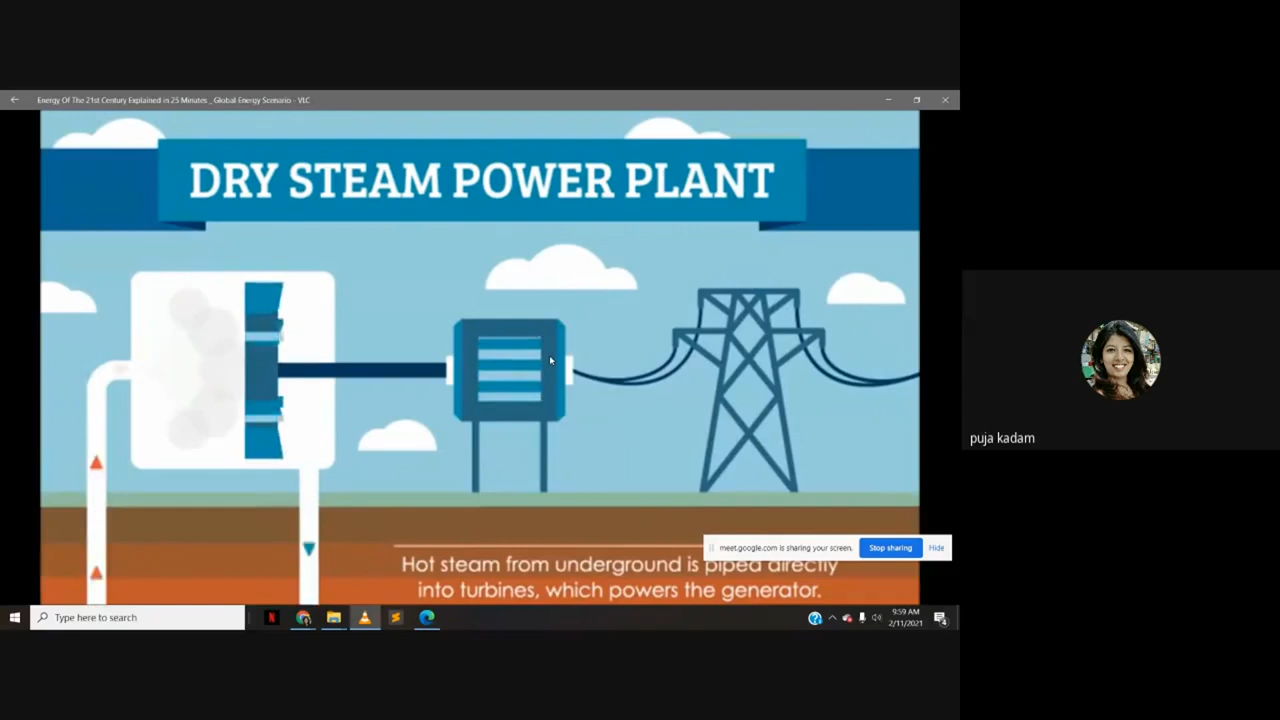 Energy Of The 21st Century Explained in 25 Minutes _ Global Energy Scenario - VLC
DRY STEAM POWER PLANT
puja kadam
meet.google.com is sharing your screen.
Stop sharing
Hide
Hot steam from underground is piped directly
into turbines, which powers the generator.
Type here to search
N
9:59 AM
2/11/2021
4